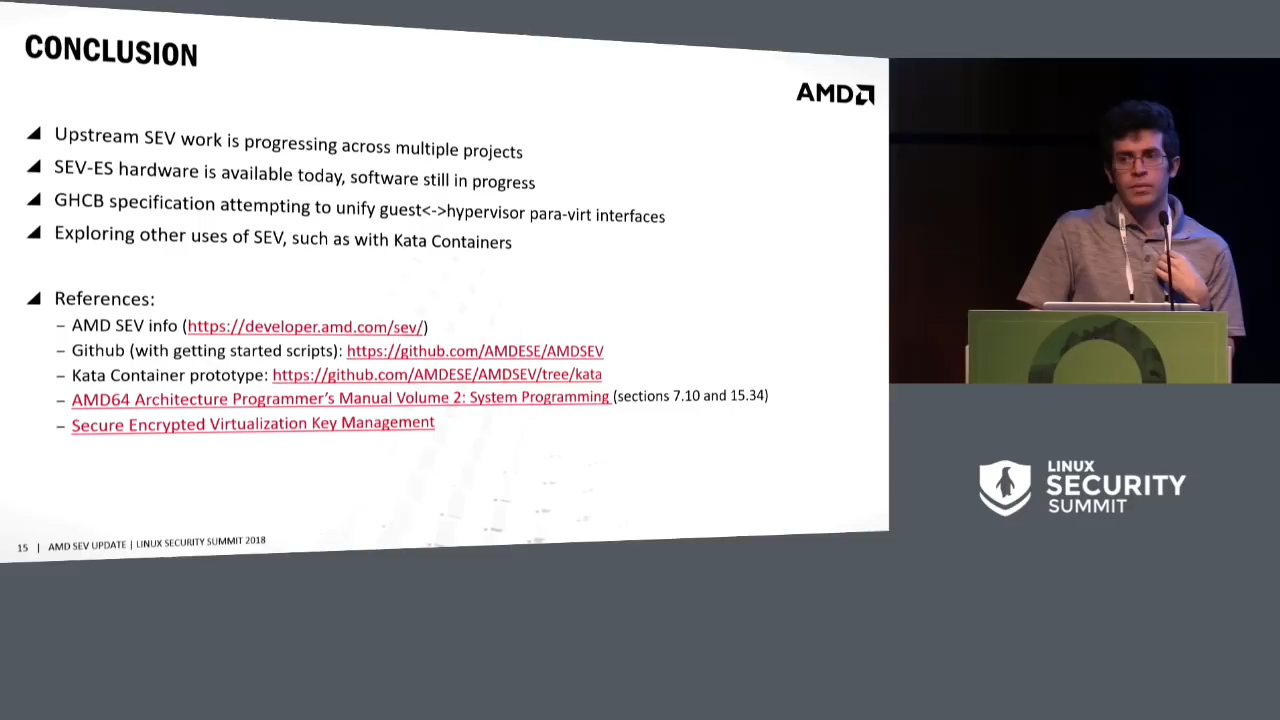 CONCLUSION
AMD
Upstream SEV work is progressing across multiple projects
SEV-ES hardware is available today, software still in progress
GHCB specification attempting to unify guest<->hypervisor para-virt interfaces
Exploring other uses of SEV, such as with Kata Containers
References:
– AMD SEV info (https://developer.amd.com/sev/)
– Github (with getting started scripts): https://github.com/AMDESE/AMDSEV
– Kata Container prototype: https://github.com/AMDESE/AMDSEV/tree/kata
– AMD64 Architecture Programmer's Manual Volume 2: System Programming (sections 7.10 and 15.34)
– Secure Encrypted Virtualization Key Management
15 | AMD SEV UPDATE | LINUX SECURITY SUMMIT 2018
LINUX
SECURITY
SUMMIT